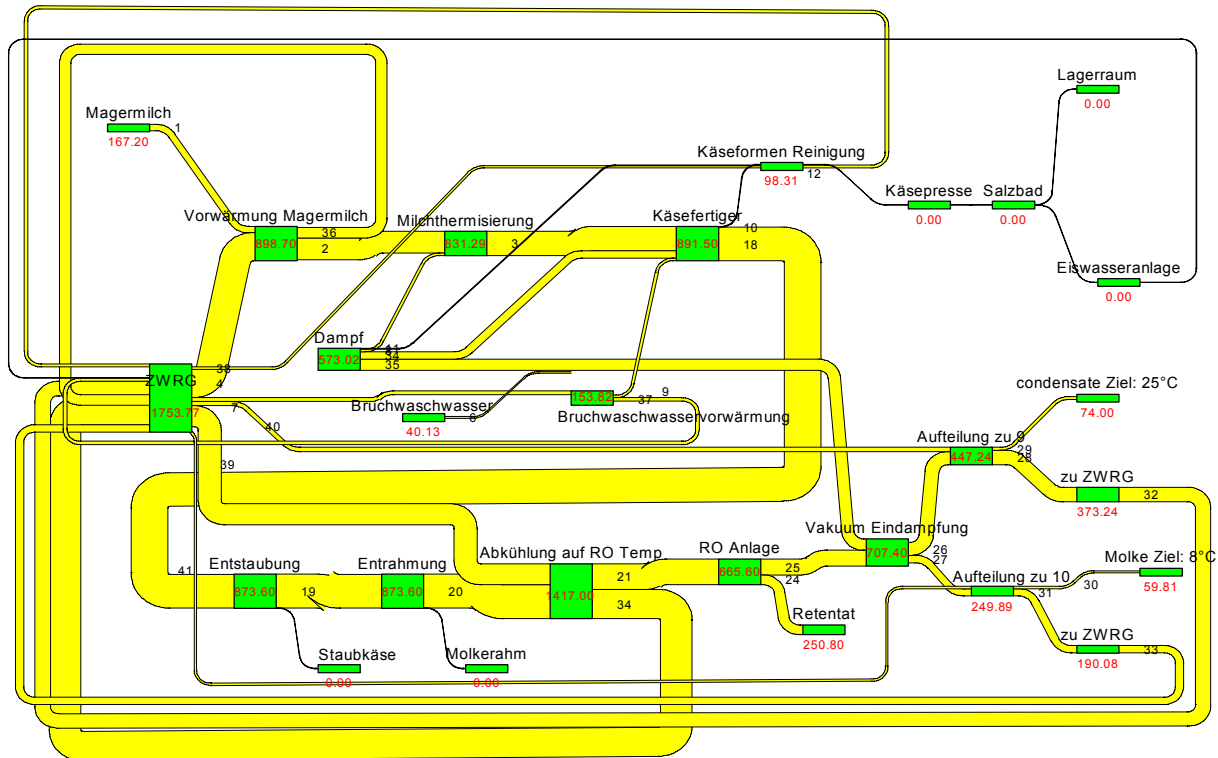 Lagerraum
0.00
Magermilch
1
167.20
Käseformen Reinigung
98.31
12
Käsepresse
0.00
Salzbad
0.00
Vorwärmung Magermilch
898.70
36
2
Milchthermisierung
631.29
3
Käsefertiger
891.50
10
18
Eiswasseranlage
0.00
Dampf
573.02
11
34
35
ZWRG
1753.77
38
4
7
40
39
Bruchwaschwasser
40.13
6
153.82
37
9
Bruchwaschwasservorwärmung
condensate Ziel: 25°C
74.00
Aufteilung zu 9
447.24
29
28
zu ZWRG
373.24
32
Vakuum Eindampfung
707.40
26
27
RO Anlage
665.60
25
24
Abkühlung auf RO Temp
1417.00
21
34
Entrahmung
873.60
20
Entstaubung
873.60
19
41
Molke Ziel: 8°C
59.81
30
Aufteilung zu 10
249.89
31
Retentat
250.80
zu ZWRG
190.08
33
Staubkäse
0.00
Molkerahm
0.00